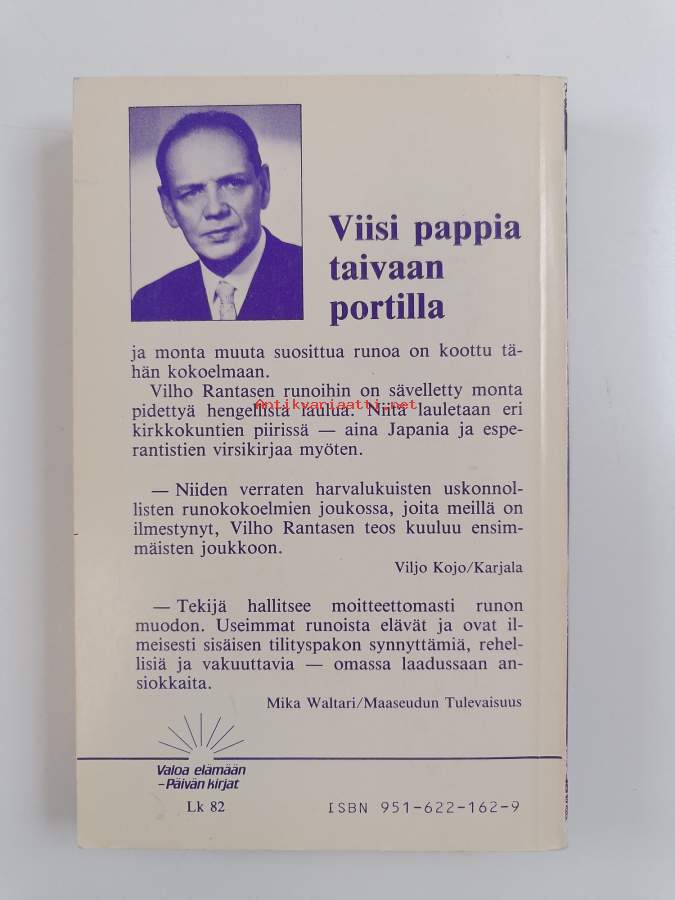 Viisi pappia
taivaan
portilla
ja monta muuta suosittua runoa on koottu tä-
hän kokoelmaan.
Vilho Rantasen runoihin on sävelletty monta
pidettyä hengellistä laulua. Niitä lauletaan eri
Antikvariaatti.net
kirkkokuntien piirissä — aina Japania ja espe-
rantistien virsikirjaa myöten.
— Niiden verraten harvalukuisten uskonnol-
listen runokokoelmien joukossa, joita meillä on
ilmestynyt, Vilho Rantasen teos kuuluu ensim-
mäisten joukkoon.
Viljo Kojo/Karjala
— Tekijä hallitsee moitteettomasti runon
muodon. Useimmat runoista elävät ja ovat il-
meisesti sisäisen tilityspakon synnyttämiä, rehel-
lisiä ja vakuuttavia — omassa laadussaan an-
siokkaita.
Mika Waltari/Maaseudun Tulevaisuus
Valoa elämään
–Päivän kirjat
Lk 82
ISBN 951-622-162-9